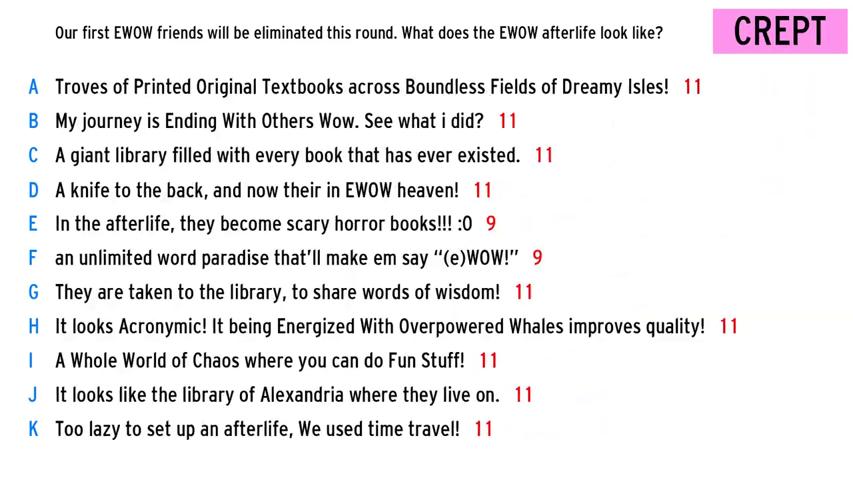 Our first EWOW friends will be eliminated this round. What does the EWOW afterlife look like?
CREPT
A Troves of Printed Original Textbooks across Boundless Fields of Dreamy Isles! 11
B My journey is Ending With Others Wow. See what i did? 11
C A giant library filled with every book that has ever existed. 11
D A knife to the back, and now their in EWOW heaven! 11
E In the afterlife, they become scary horror books!!! :0 9
F an unlimited word paradise that'll make em say “(e)WOW!” 9
G They are taken to the library, to share words of wisdom! 11
H It looks Acronymic! It being Energized With Overpowered Whales improves quality! 11
I A Whole World of Chaos where you can do Fun Stuff! 11
J It looks like the library of Alexandria where they live on. 11
K Too lazy to set up an afterlife, We used time travel! 11